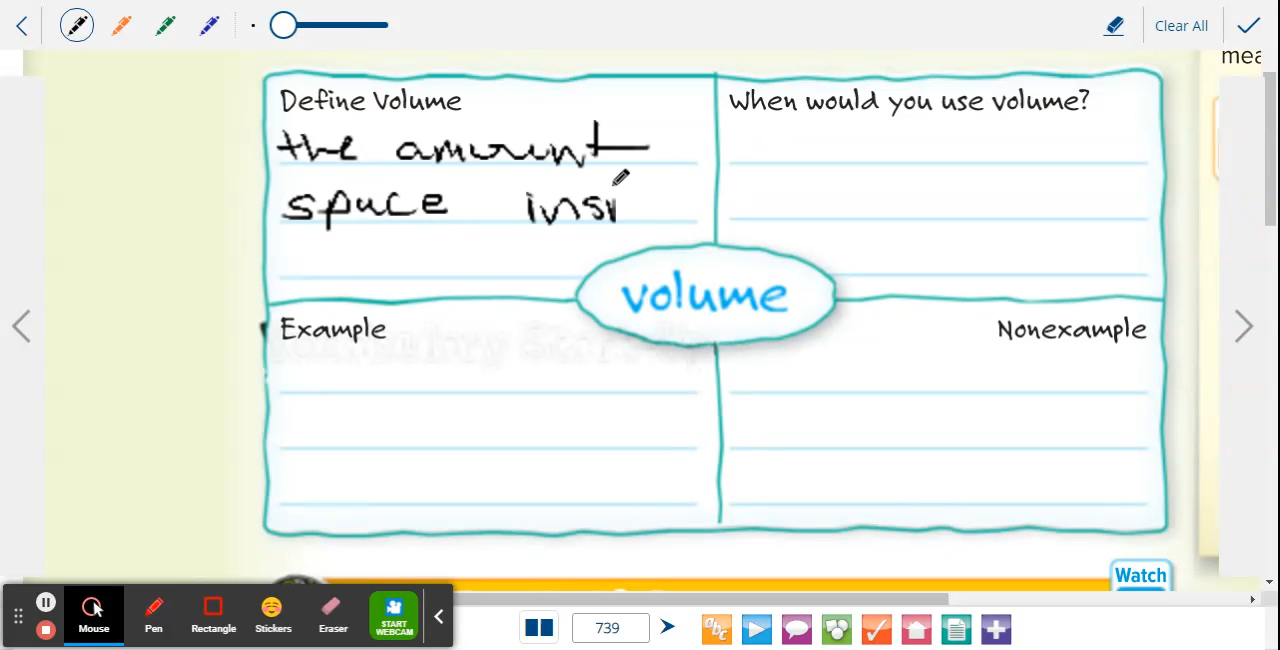 Clear All
mea
Define Volume
When would you use volume?
the amount
space insi
volume
Example
Nonexample
Watch
Mouse
Pen
Rectangle
Stickers
Eraser
START
WEBCAM
739
abc